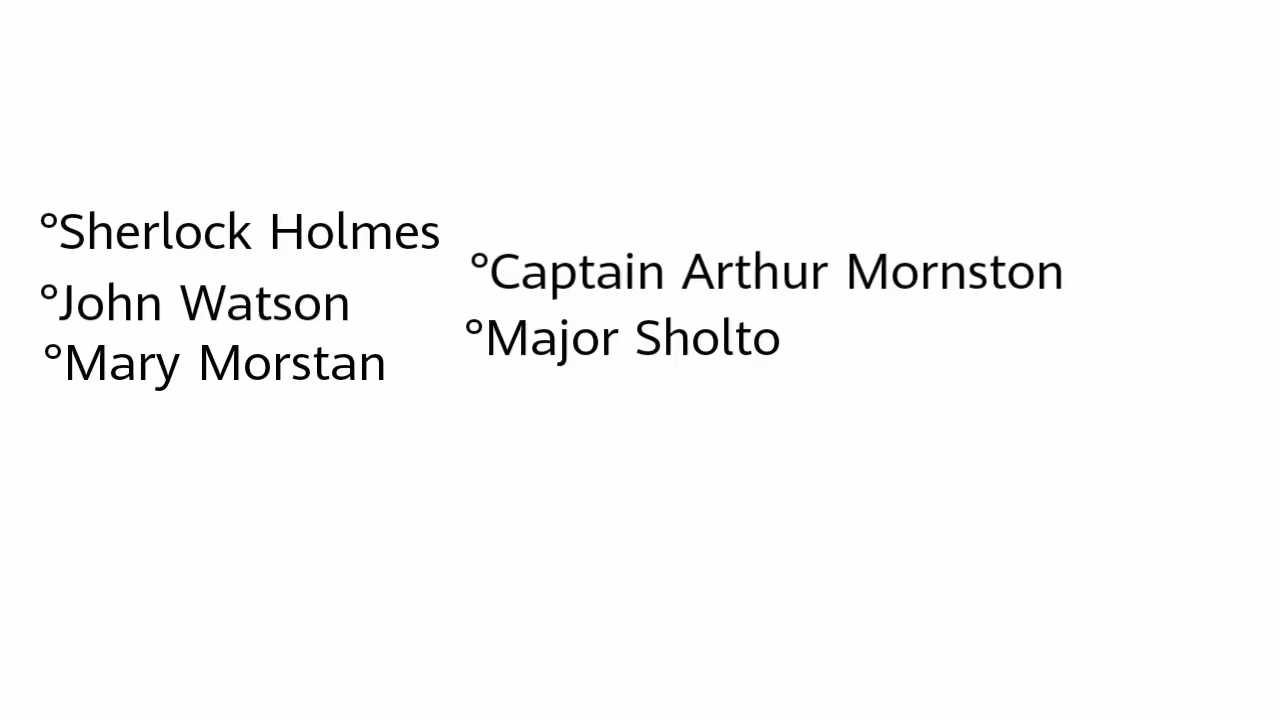 °Sherlock Holmes
°John Watson
°Mary Morstan
°Captain Arthur Mornston
°Major Sholto